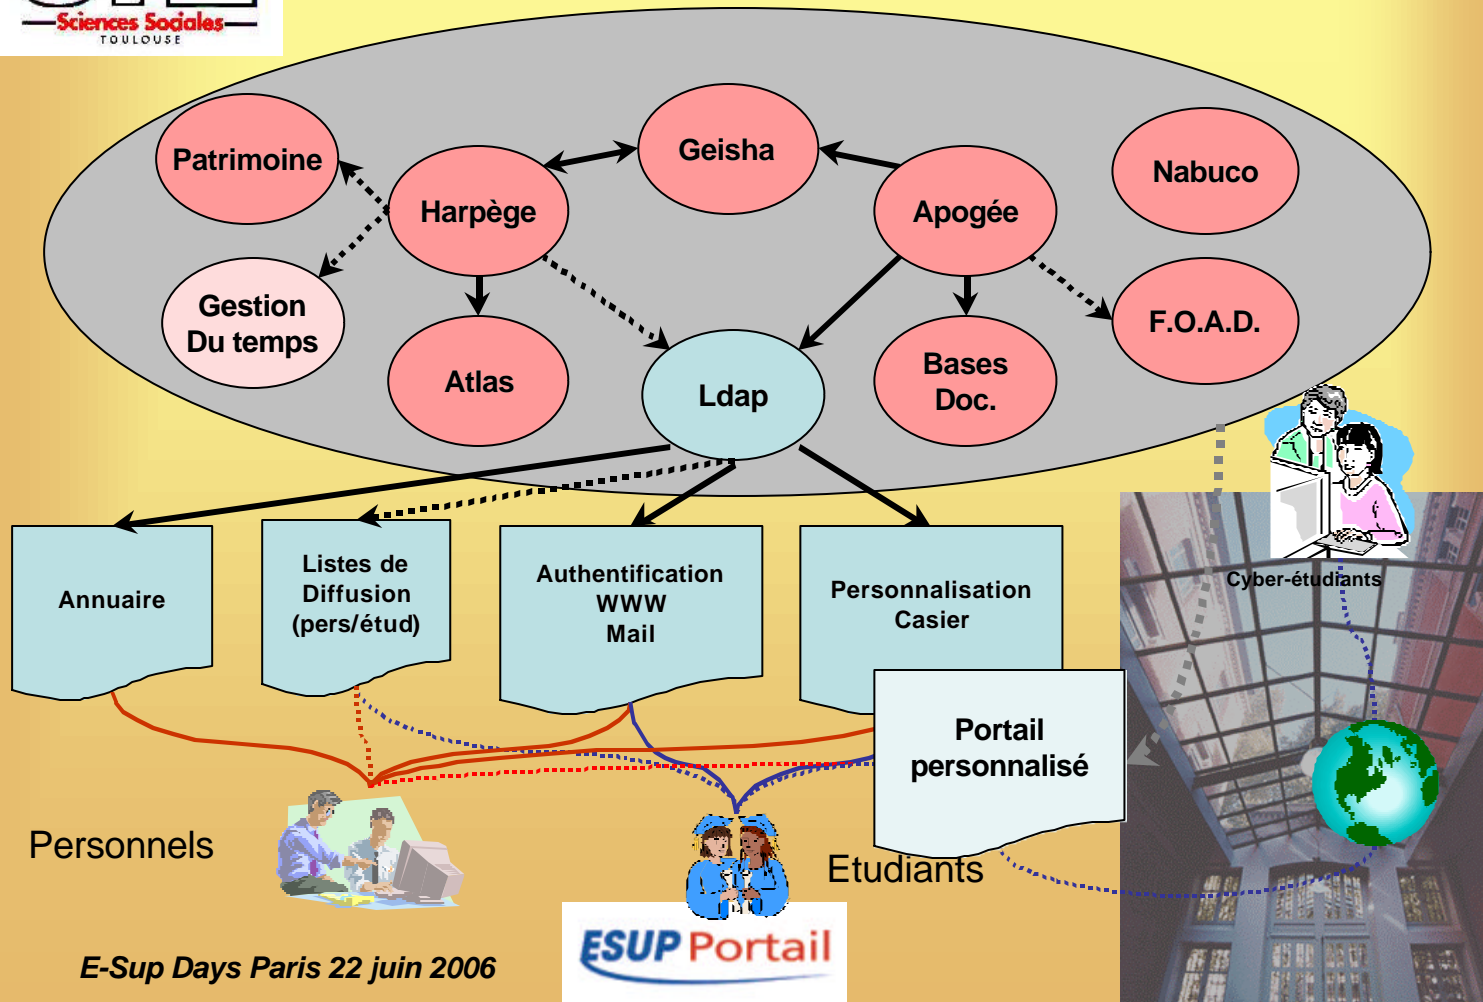 Sciences Sociales
TOULOUSE
Patrimoine
Harpège
Geisha
Apogée
Nabuco
Gestion
Du temps
Atlas
Ldap
Bases
Doc.
F.O.A.D.
Annuaire
Listes de
Diffusion
(pers/étud)
Authentification
WWW
Mail
Personnalisation
Casier
Cyber-étudiants
Portail
personnalisé
Personnels
Etudiants
E-Sup Days Paris 22 juin 2006
ESUP Portail